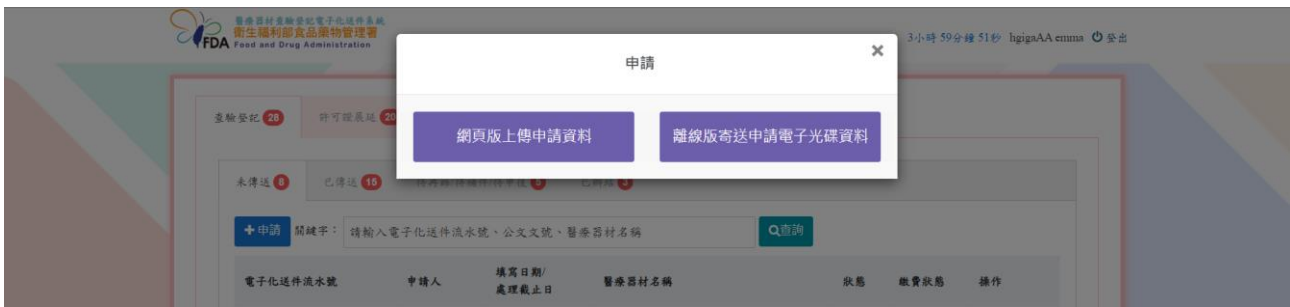 醫療器材查驗登記電子化送件系統
衛生福利部食品藥物管理署
FDA Food and Drug Administration
3小時 59分鐘 51秒 hgigaAA emma 登出
申請 ×
網頁版上傳申請資料 離線版寄送申請電子光碟資料
查驗登記 28 許可證展延 20
未傳送 8 已傳送 15
+申請 關鍵字： 請輸入電子化送件流水號、公文文號、醫療器材名稱 查詢
電子化送件流水號 申請人 填寫日期/ 醫療器材名稱 狀態 繳費狀態 操作
處理截止日